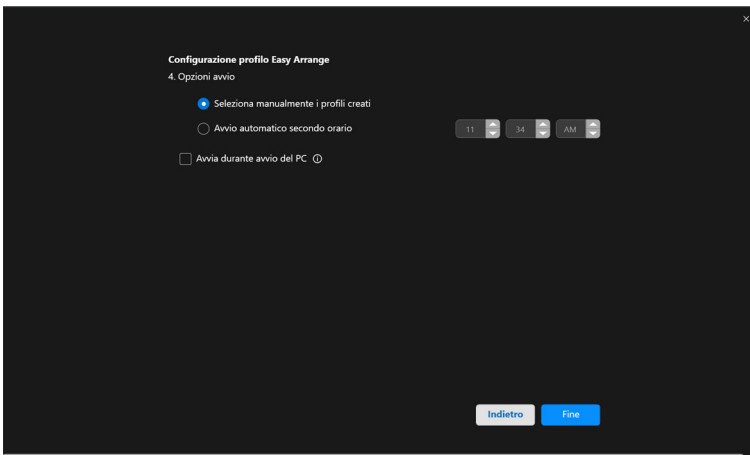 Configurazione profilo Easy Arrange
4. Opzioni avvio
Seleziona manualmente i profili creati
Avvio automatico secondo orario 11 34 AM
Avvia durante avvio del PC
Indietro Fine